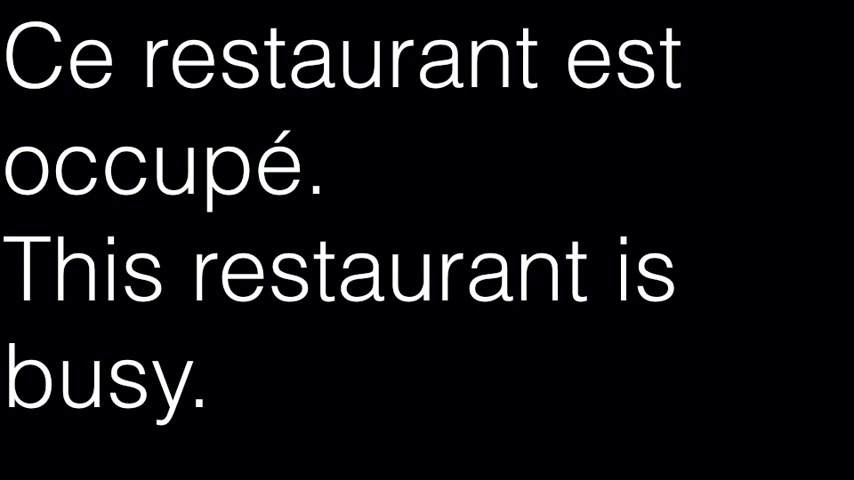 Ce restaurant est
occupé.
This restaurant is
busy.